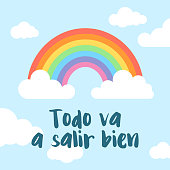 Todo va
a salir bien